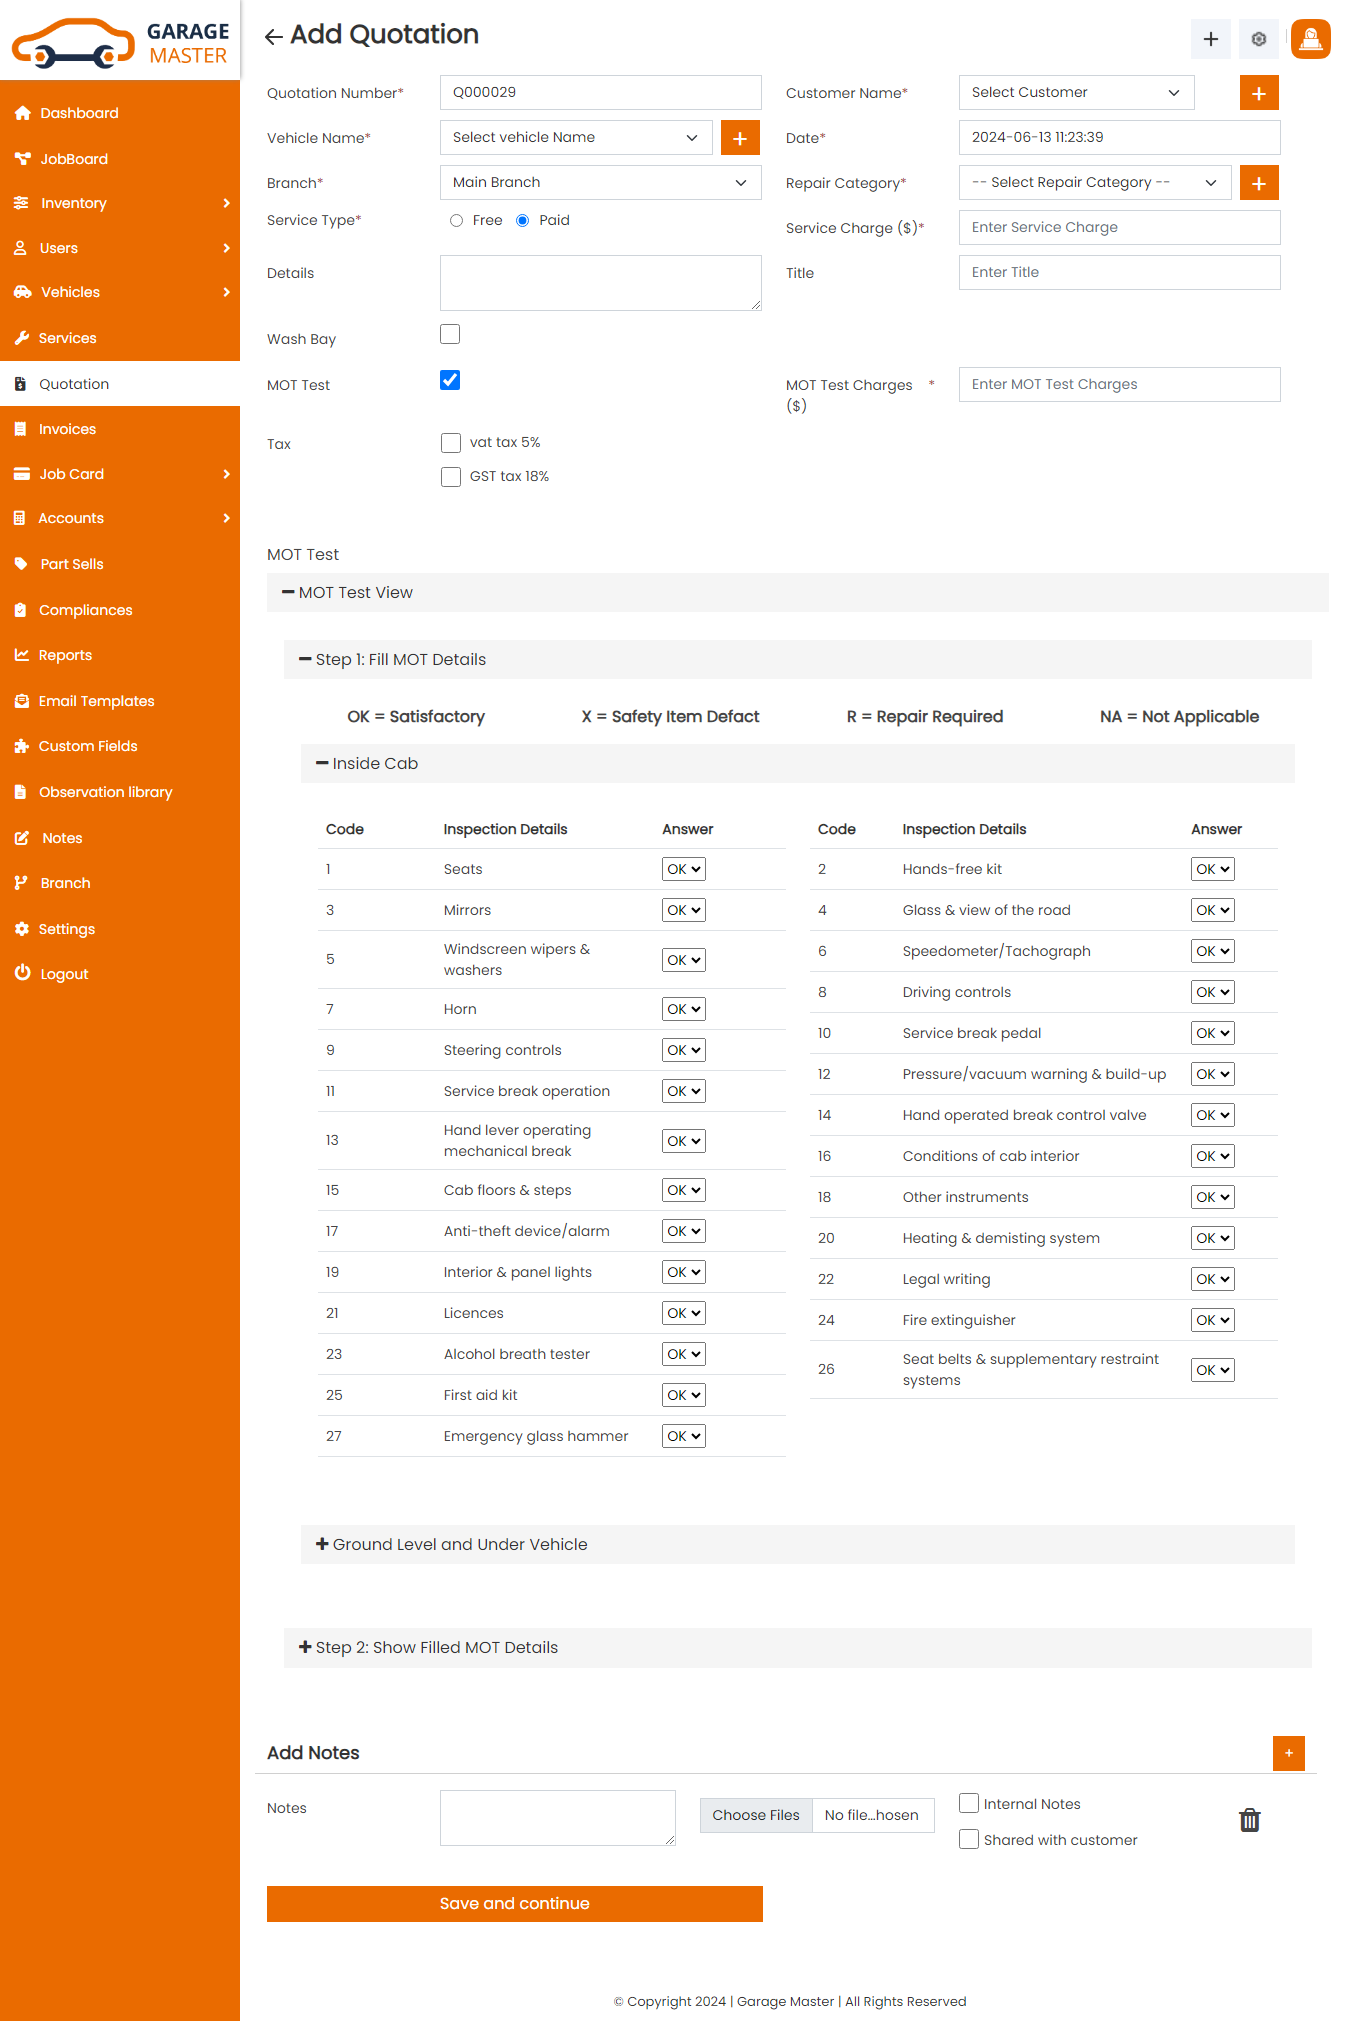 GARAGE
MASTER
Dashboard
JobBoard
Inventory
Users
Vehicles
Services
Quotation
Invoices
Job Card
Accounts
Part Sells
Compliances
Reports
Email Templates
Custom Fields
Observation library
Notes
Branch
Settings
Logout
Add Quotation
Quotation Number* Q000029 Customer Name* Select Customer +
Vehicle Name* Select vehicle Name + Date* 2024-06-13 11:23:39
Branch* Main Branch Repair Category* -- Select Repair Category -- +
Service Type* Free Paid Service Charge ($)* Enter Service Charge
Details Title Enter Title
Wash Bay
MOT Test MOT Test Charges * Enter MOT Test Charges
($)
Tax vat tax 5%
GST tax 18%
MOT Test
MOT Test View
Step 1: Fill MOT Details
OK = Satisfactory X = Safety Item Defact R = Repair Required NA = Not Applicable
Inside Cab
Code Inspection Details Answer
1 Seats OK
3 Mirrors OK
5 Windscreen wipers & OK
washers
7 Horn OK
9 Steering controls OK
11 Service break operation OK
13 Hand lever operating OK
mechanical break
15 Cab floors & steps OK
17 Anti-theft device/alarm OK
19 Interior & panel lights OK
21 Licences OK
23 Alcohol breath tester OK
25 First aid kit OK
27 Emergency glass hammer OK
Code Inspection Details Answer
2 Hands-free kit OK
4 Glass & view of the road OK
6 Speedometer/Tachograph OK
8 Driving controls OK
10 Service break pedal OK
12 Pressure/vacuum warning & build-up OK
14 Hand operated break control valve OK
16 Conditions of cab interior OK
18 Other instruments OK
20 Heating & demisting system OK
22 Legal writing OK
24 Fire extinguisher OK
26 Seat belts & supplementary restraint OK
systems
Ground Level and Under Vehicle
Step 2: Show Filled MOT Details
Add Notes +
Notes Choose Files No file...hosen Internal Notes
Shared with customer
Save and continue
© Copyright 2024 | Garage Master | All Rights Reserved